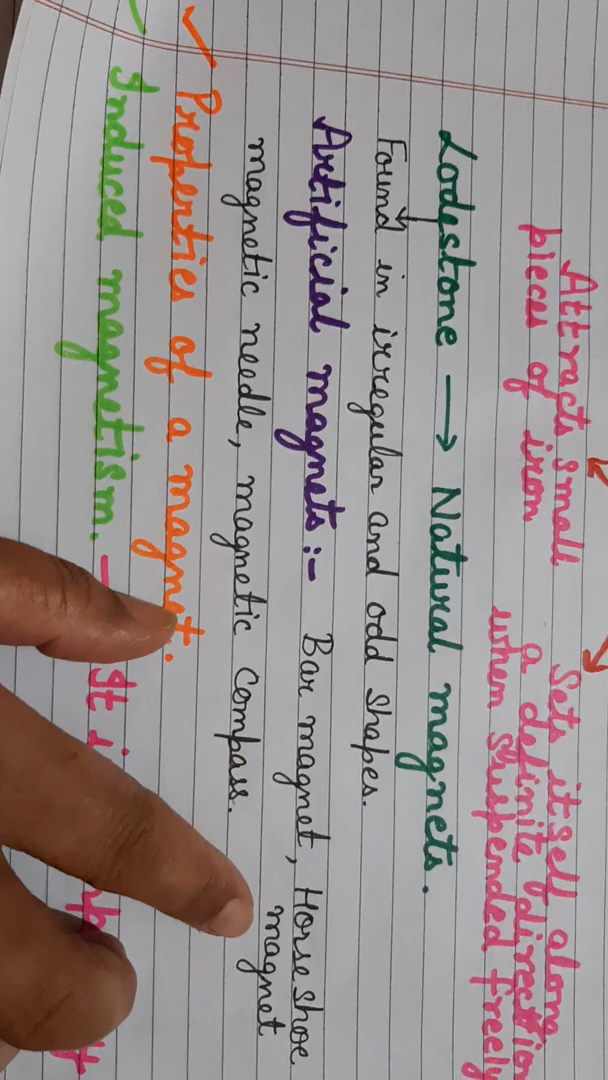 Attracts small
pieces of iron
Sets itself along
a definite direction
when suspended freely
Lodestone → Natural magnets.
Found in irregular and odd shapes.
Artificial magnets :- Bar magnet, Horse shoe
magnet
magnetic needle, magnetic compass.
✓ Properties of a magnet.
✓ Induced magnetism. - It